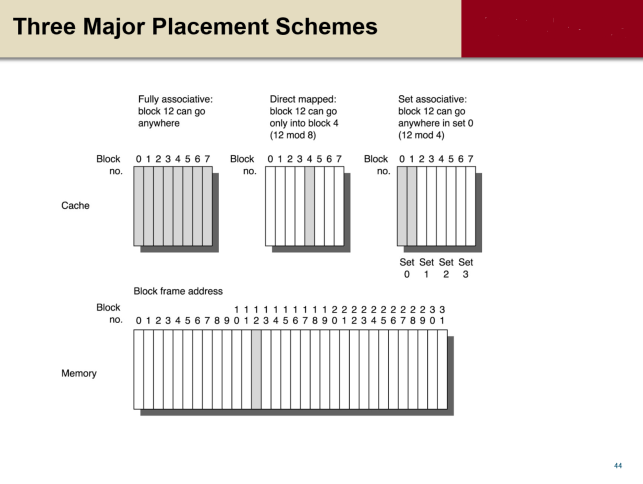 Three Major Placement Schemes
Fully associative:
block 12 can go
anywhere
Direct mapped:
block 12 can go
only into block 4
(12 mod 8)
Set associative:
block 12 can go
anywhere in set 0
(12 mod 4)
Block
no.
0 1 2 3 4 5 6 7
Block
no.
0 1 2 3 4 5 6 7
Block
no.
0 1 2 3 4 5 6 7
Cache
Set Set Set Set
0 1 2 3
Block frame address
Block
no.
1 1 1 1 1 1 1 1 1 1 2 2 2 2 2 2 2 2 2 2 3 3
0 1 2 3 4 5 6 7 8 9 0 1 2 3 4 5 6 7 8 9 0 1 2 3 4 5 6 7 8 9 0 1
Memory
44